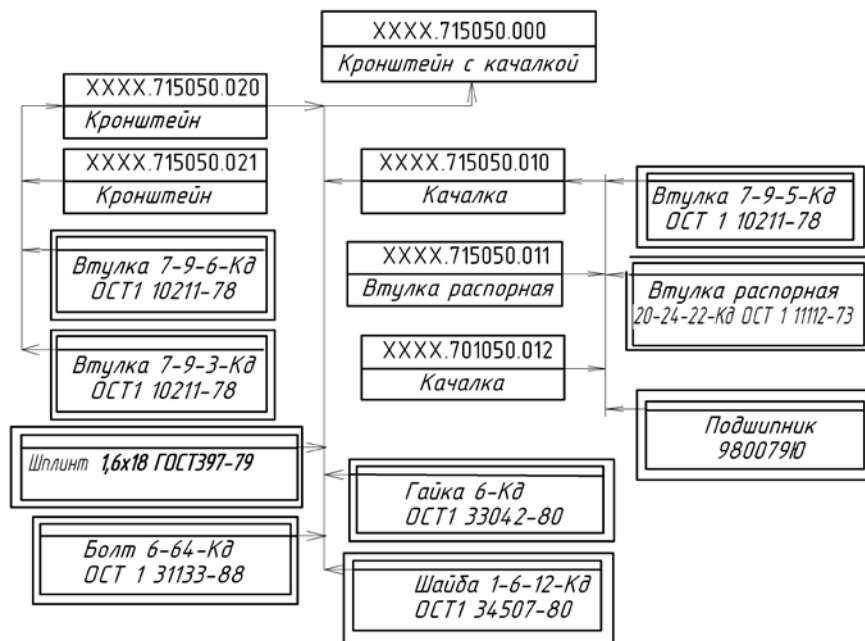 XXXX.715050.000
Кронштейн с качалкой
XXXX.715050.020
Кронштейн
XXXX.715050.021
Кронштейн
Втулка 7-9-6-Кд
ОСТ1 10211-78
Втулка 7-9-3-Кд
ОСТ1 10211-78
Шплинт 1,6х18 ГОСТ397-79
Болт 6-64-Кд
ОСТ 1 31133-88
XXXX.715050.010
Качалка
XXXX.715050.011
Втулка распорная
XXXX.701050.012
Качалка
Гайка 6-Кд
ОСТ1 33042-80
Шайба 1-6-12-Кд
ОСТ1 34507-80
Втулка 7-9-5-Кд
ОСТ 1 10211-78
Втулка распорная
20-24-22-Кд ОСТ 1 11112-73
Подшипник
980079Ю